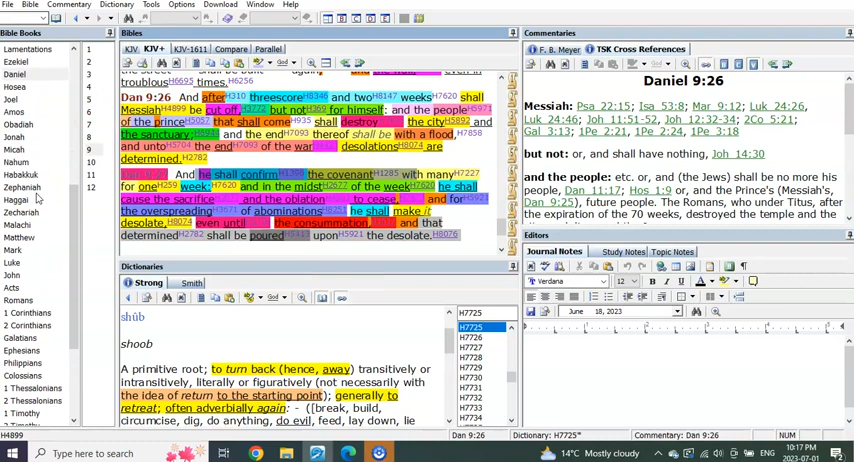 File View Bible Commentary Dictionary Tools Options Download Window Help
Bible Books
Lamentations
Ezekiel
Daniel
Hosea
Joel
Amos
Obadiah
Jonah
Micah
Nahum
Habakkuk
Zephaniah
Haggai
Zechariah
Malachi
Matthew
Mark
Luke
John
Acts
Romans
1 Corinthians
2 Corinthians
Galatians
Ephesians
Philippians
Colossians
1 Thessalonians
2 Thessalonians
1 Timothy
1
2
3
4
5
6
7
8
9
10
11
12
Bibles
KJV KJV+ KJV-1611 Compare Parallel
troublous H6695 times. H6256
Dan 9:26 And after H310 threescore H8346 and two H8147 weeks H7620 shall
Messiah H4899 be cut off, H3772 but not H369 for himself: and the people H5971
of the prince H5057 that shall come H935 shall destroy H7843 the city H5892 and
the sanctuary; H6944 and the end H7093 thereof shall be with a flood, H7858
and unto H5704 the end H7093 of the war desolations H8074 are
determined. H2782
And he shall confirm H1396 the covenant H1285 with many H7227
for one H259 week: H7620 and in the midst H2677 of the week H7620 he shall
cause the sacrifice and the oblation to cease, and for
the overspreading of abominations he shall make it
desolate, H8074 even until the consummation, and that
determined H2782 shall be poured H5413 upon H5921 the desolate. H8076
Dictionaries
Strong Smith
God
H7725
shûb
shoob
A primitive root; to turn back (hence, away) transitively or
intransitively, literally or figuratively (not necessarily with
the idea of return to the starting point); generally to
retreat; often adverbially again: - ([break, build,
circumcise, dig, do anything, do evil, feed, lay down, lie
H7725
H7726
H7727
H7728
H7729
H7730
H7731
H7732
H7733
H7734
Commentaries
F. B. Meyer TSK Cross References
Daniel 9:26
Messiah: Psa 22:15; Isa 53:8; Mar 9:12; Luk 24:26,
Luk 24:46; Joh 11:51-52, Joh 12:32-34; 2Co 5:21;
Gal 3:13; 1Pe 2:21; 1Pe 2:24, 1Pe 3:18
but not: or, and shall have nothing, Joh 14:30
and the people: etc. or, and (the Jews) shall be no more his
people, Dan 11:17; Hos 1:9 or, and the Prince's (Messiah's,
Dan 9:25), future people. The Romans, who under Titus, after
the expiration of the 70 weeks, destroyed the temple and the
Editors
Journal Notes Study Notes Topic Notes
Verdana 12 B I U
June 18, 2023
H4899 Dan 9:26 Dictionary: H7725* Commentary: Dan 9:26 NUM
Type here to search
14°C Mostly cloudy ENG 10:17 PM
2023-07-01
2